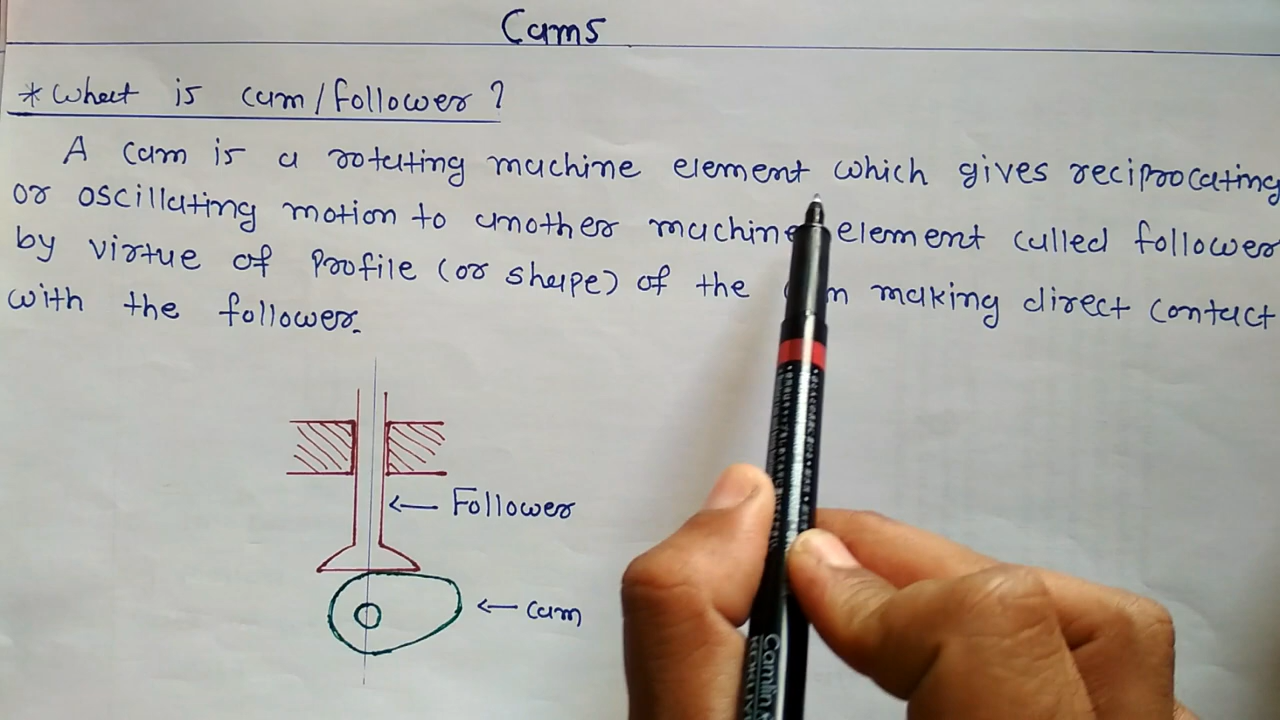 Cams
* What is cam/follower ?
A cam is a rotating machine element which gives reciprocating
or oscillating motion to another machine element called follower
by virtue of profile (or shape) of the making direct contact
with the follower.
Follower
cam
Camlin